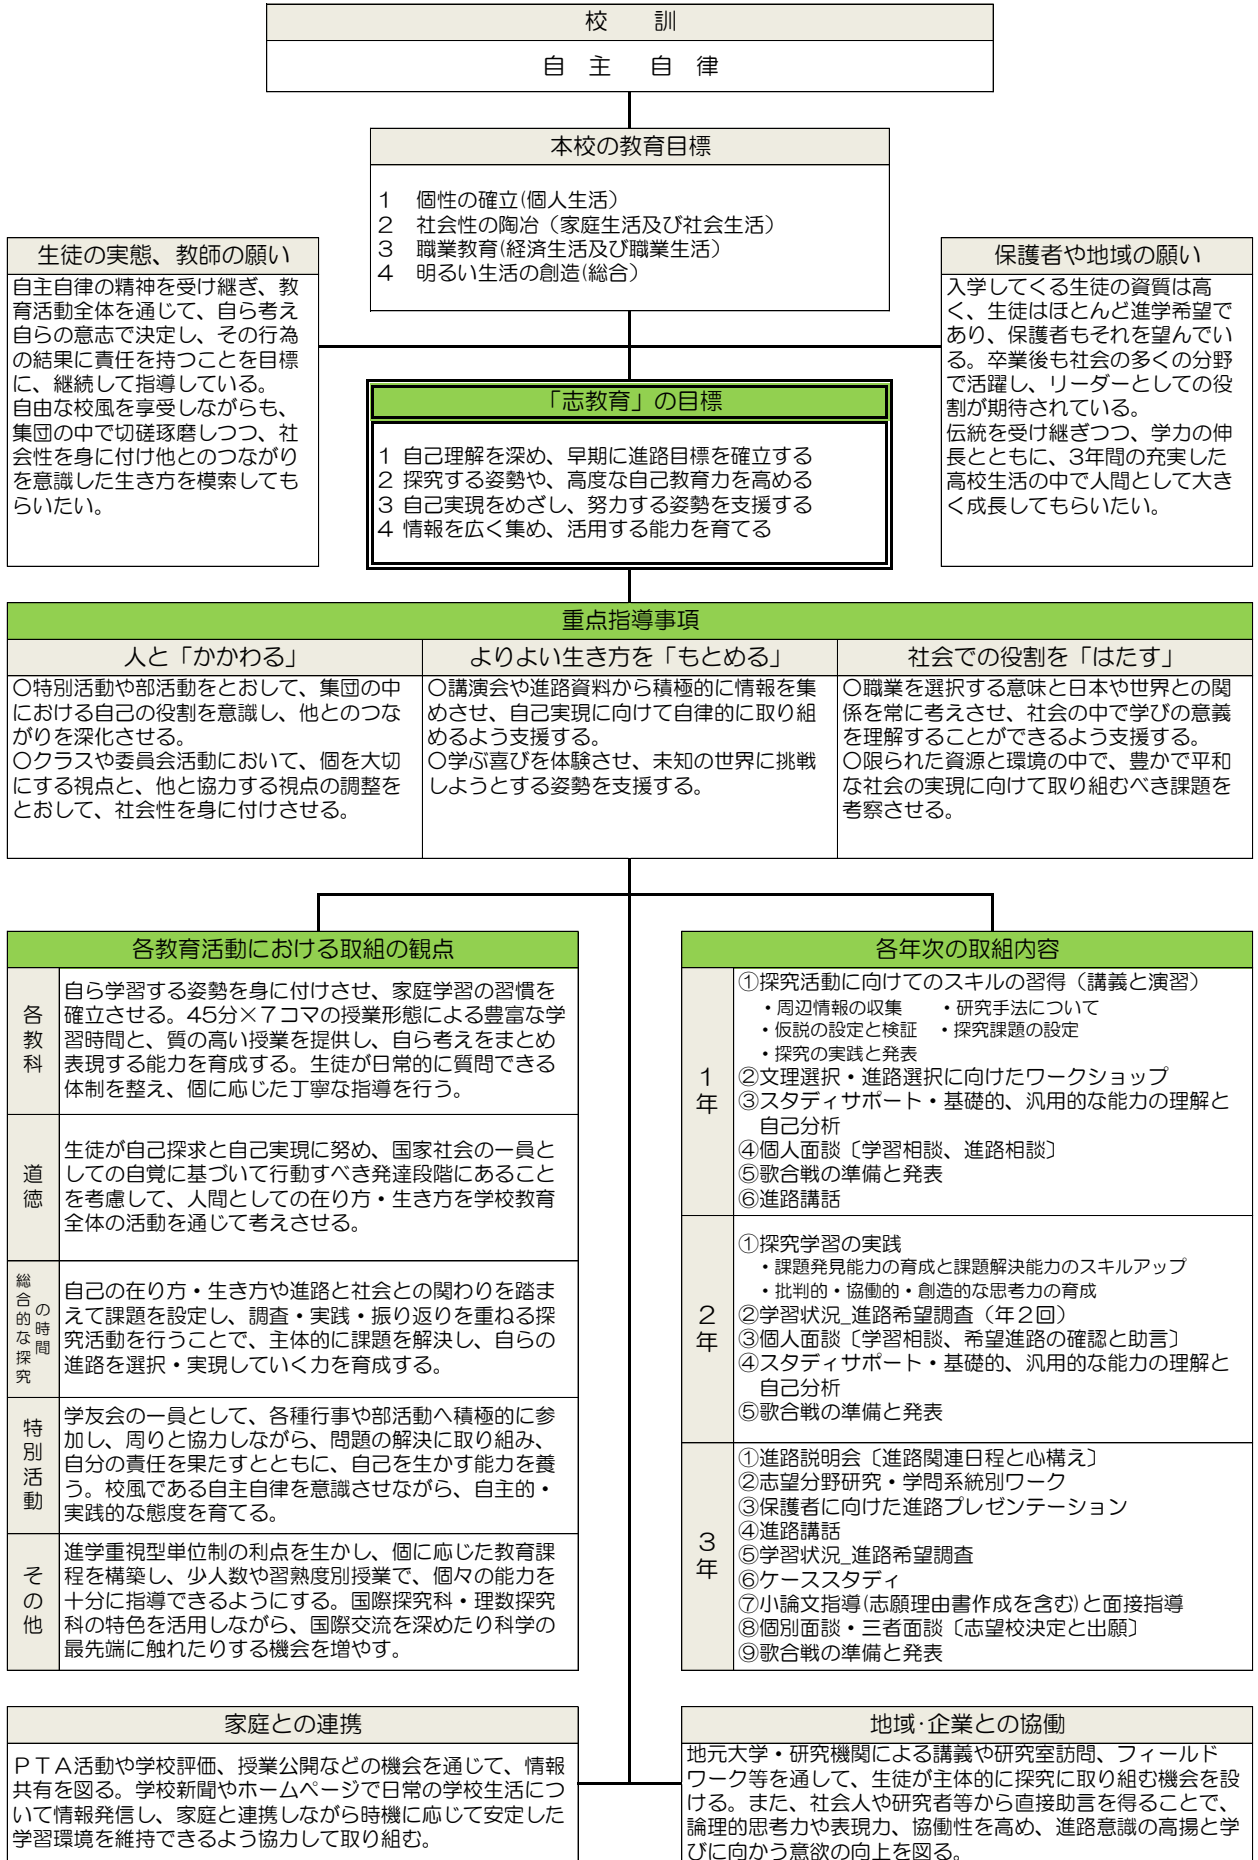 校　訓
自　主　自　律
本校の教育目標
1　個性の確立(個人生活)
2　社会性の陶冶（家庭生活及び社会生活）
3　職業教育(経済生活及び職業生活)
4　明るい生活の創造(総合)
生徒の実態、教師の願い
自主自律の精神を受け継ぎ、教
育活動全体を通じて、自ら考え
自らの意志で決定し、その行為
の結果に責任を持つことを目標
に、継続して指導している。
自由な校風を享受しながらも、
集団の中で切磋琢磨しつつ、社
会性を身に付け他とのつながり
を意識した生き方を模索しても
らいたい。
保護者や地域の願い
入学してくる生徒の資質は高
く、生徒はほとんど進学希望で
あり、保護者もそれを望んでい
る。卒業後も社会の多くの分野
で活躍し、リーダーとしての役
割が期待されている。
伝統を受け継ぎつつ、学力の伸
長とともに、3年間の充実した
高校生活の中で人間として大き
く成長してもらいたい。
「志教育」の目標
1 自己理解を深め、早期に進路目標を確立する
2 探究する姿勢や、高度な自己教育力を高める
3 自己実現をめざし、努力する姿勢を支援する
4 情報を広く集め、活用する能力を育てる
重点指導事項
人と「かかわる」
○特別活動や部活動をとおして、集団の中
における自己の役割を意識し、他とのつな
がりを深化させる。
○クラスや委員会活動において、個を大切
にする視点と、他と協力する視点の調整を
とおして、社会性を身に付けさせる。
よりよい生き方を「もとめる」
○講演会や進路資料から積極的に情報を集
めさせ、自己実現に向けて自律的に取り組
めるよう支援する。
○学ぶ喜びを体験させ、未知の世界に挑戦
しようとする姿勢を支援する。
社会での役割を「はたす」
○職業を選択する意味と日本や世界との関
係を常に考えさせ、社会の中で学びの意義
を理解することができるよう支援する。
○限られた資源と環境の中で、豊かで平和
な社会の実現に向けて取り組むべき課題を
考察させる。
各教育活動における取組の観点
各教科
自ら学習する姿勢を身に付けさせ、家庭学習の習慣を
確立させる。45分×7コマの授業形態による豊富な学
習時間と、質の高い授業を提供し、自ら考えをまとめ
表現する能力を育成する。生徒が日常的に質問できる
体制を整え、個に応じた丁寧な指導を行う。
道徳
生徒が自己探求と自己実現に努め、国家社会の一員と
しての自覚に基づいて行動すべき発達段階にあること
を考慮して、人間としての在り方・生き方を学校教育
全体の活動を通じて考えさせる。
総合的な探究
の時間
自己の在り方・生き方や進路と社会との関わりを踏ま
えて課題を設定し、調査・実践・振り返りを重ねる探
究活動を行うことで、主体的に課題を解決し、自らの
進路を選択・実現していく力を育成する。
特別活動
学友会の一員として、各種行事や部活動へ積極的に参
加し、周りと協力しながら、問題の解決に取り組み、
自分の責任を果たすとともに、自己を生かす能力を養
う。校風である自主自律を意識させながら、自主的・
実践的な態度を育てる。
その他
進学重視型単位制の利点を生かし、個に応じた教育課
程を構築し、少人数や習熟度別授業で、個々の能力を
十分に指導できるようにする。国際探究科・理数探究
科の特色を活用しながら、国際交流を深めたり科学の
最先端に触れたりする機会を増やす。
各年次の取組内容
1年
①探究活動に向けてのスキルの習得（講義と演習）
・周辺情報の収集　・研究手法について
・仮説の設定と検証　・探究課題の設定
・探究の実践と発表
②文理選択・進路選択に向けたワークショップ
③スタディサポート・基礎的、汎用的な能力の理解と
自己分析
④個人面談〔学習相談、進路相談〕
⑤歌合戦の準備と発表
⑥進路講話
2年
①探究学習の実践
・課題発見能力の育成と課題解決能力のスキルアップ
・批判的・協働的・創造的な思考力の育成
②学習状況_進路希望調査（年２回）
③個人面談〔学習相談、希望進路の確認と助言〕
④スタディサポート・基礎的、汎用的な能力の理解と
自己分析
⑤歌合戦の準備と発表
3年
①進路説明会〔進路関連日程と心構え〕
②志望分野研究・学問系統別ワーク
③保護者に向けた進路プレゼンテーション
④進路講話
⑤学習状況_進路希望調査
⑥ケーススタディ
⑦小論文指導(志願理由書作成を含む)と面接指導
⑧個別面談・三者面談〔志望校決定と出願〕
⑨歌合戦の準備と発表
家庭との連携
ＰＴＡ活動や学校評価、授業公開などの機会を通じて、情報
共有を図る。学校新聞やホームページで日常の学校生活につ
いて情報発信し、家庭と連携しながら時機に応じて安定した
学習環境を維持できるよう協力して取り組む。
地域･企業との協働
地元大学・研究機関による講義や研究室訪問、フィールド
ワーク等を通して、生徒が主体的に探究に取り組む機会を設
ける。また、社会人や研究者等から直接助言を得ることで、
論理的思考力や表現力、協働性を高め、進路意識の高揚と学
びに向かう意欲の向上を図る。